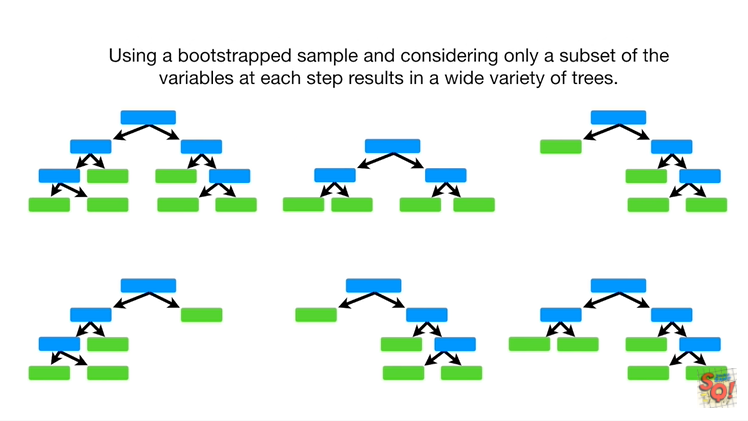 Using a bootstrapped sample and considering only a subset of the
variables at each step results in a wide variety of trees.
SQ!